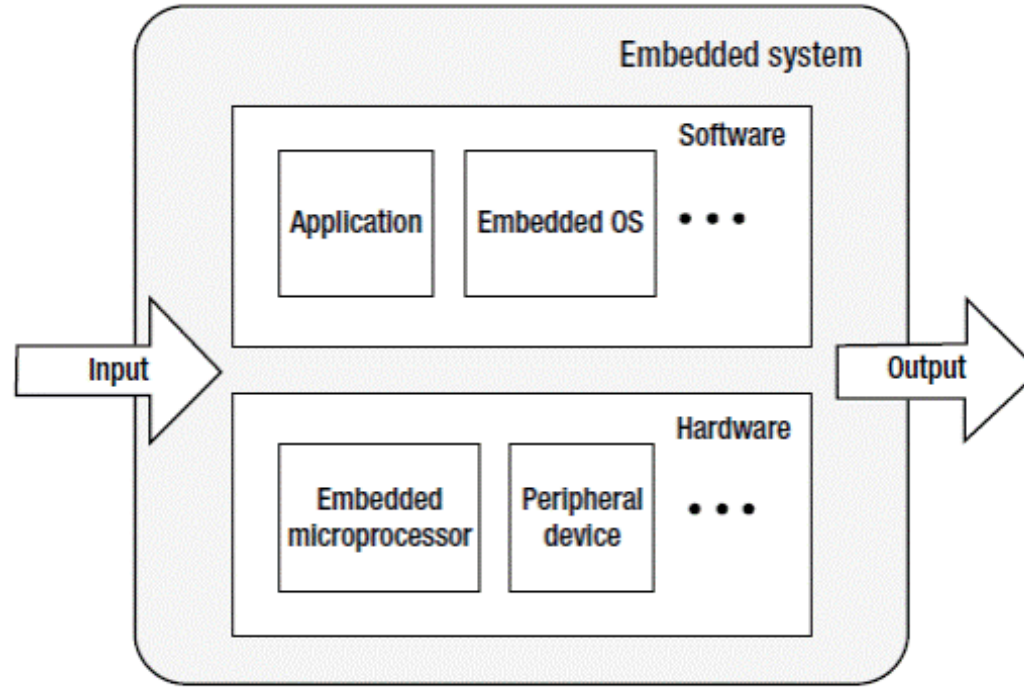 Embedded system
Software
Application
Embedded OS
• • •
Input
Output
Hardware
Embedded
microprocessor
Peripheral
device
• • •